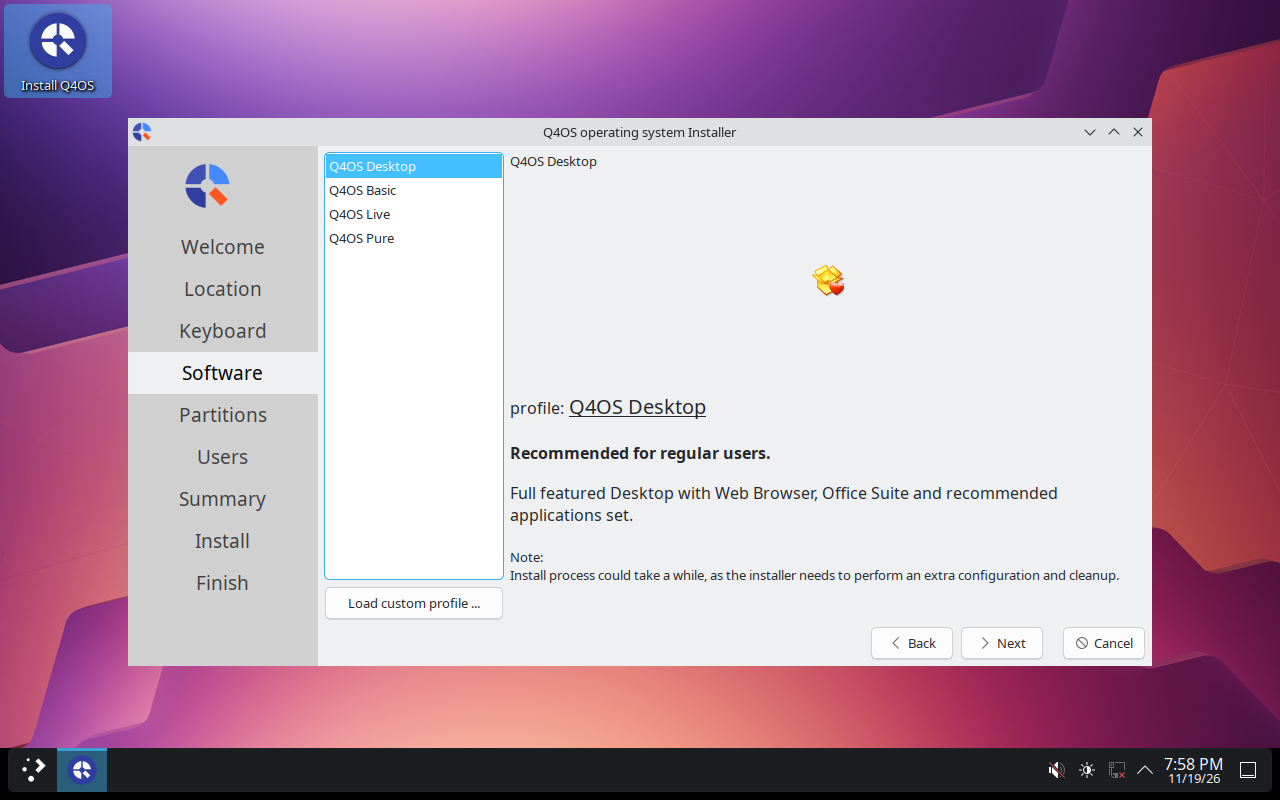 Install Q4OS
Q4OS operating system Installer
Welcome
Location
Keyboard
Software
Partitions
Users
Summary
Install
Finish
Q4OS Desktop
Q4OS Basic
Q4OS Live
Q4OS Pure
Load custom profile ...
Q4OS Desktop
profile: Q4OS Desktop
Recommended for regular users.
Full featured Desktop with Web Browser, Office Suite and recommended
applications set.
Note:
Install process could take a while, as the installer needs to perform an extra configuration and cleanup.
Back
Next
Cancel
7:58 PM
11/19/26